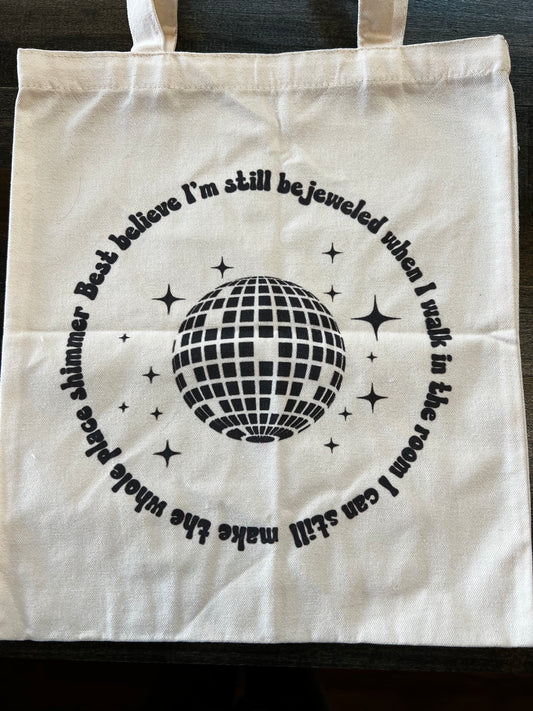 Best believe I'm still bejeweled when I walk in the room I can still make the whole place shimmer